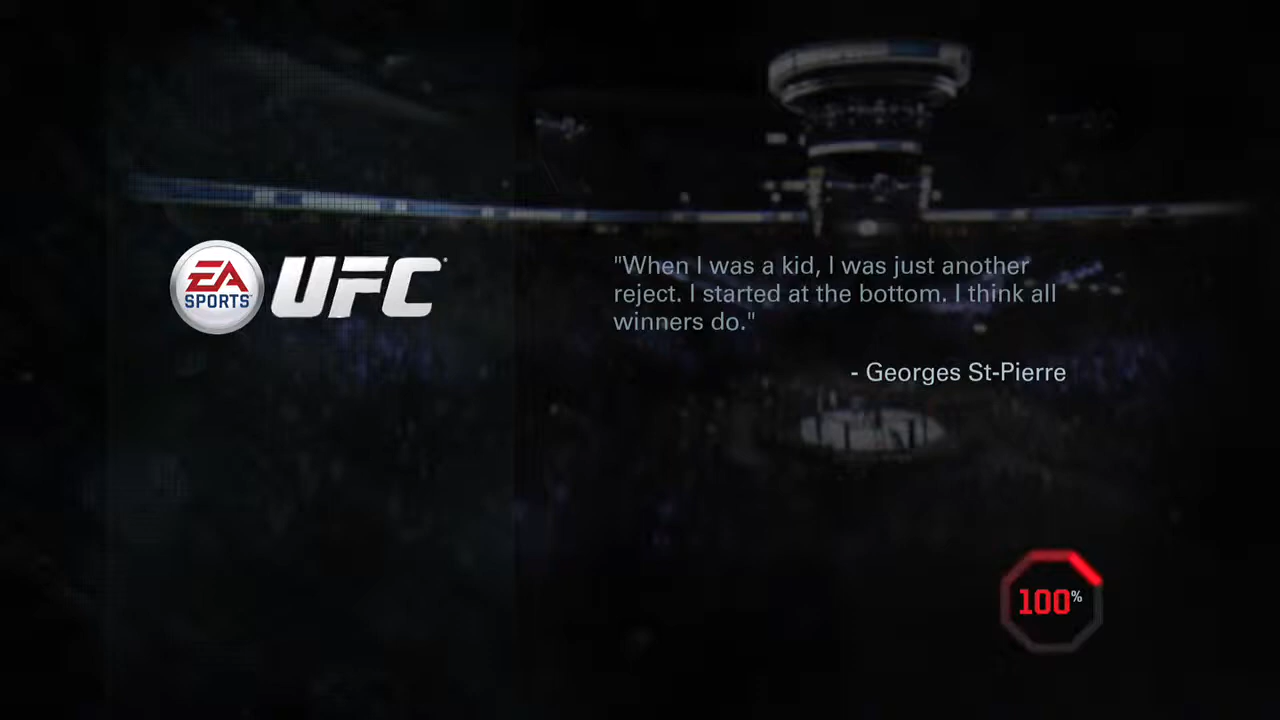 EA
SPORTS
UFC
"When I was a kid, I was just another
reject. I started at the bottom. I think all
winners do."
- Georges St-Pierre
100%